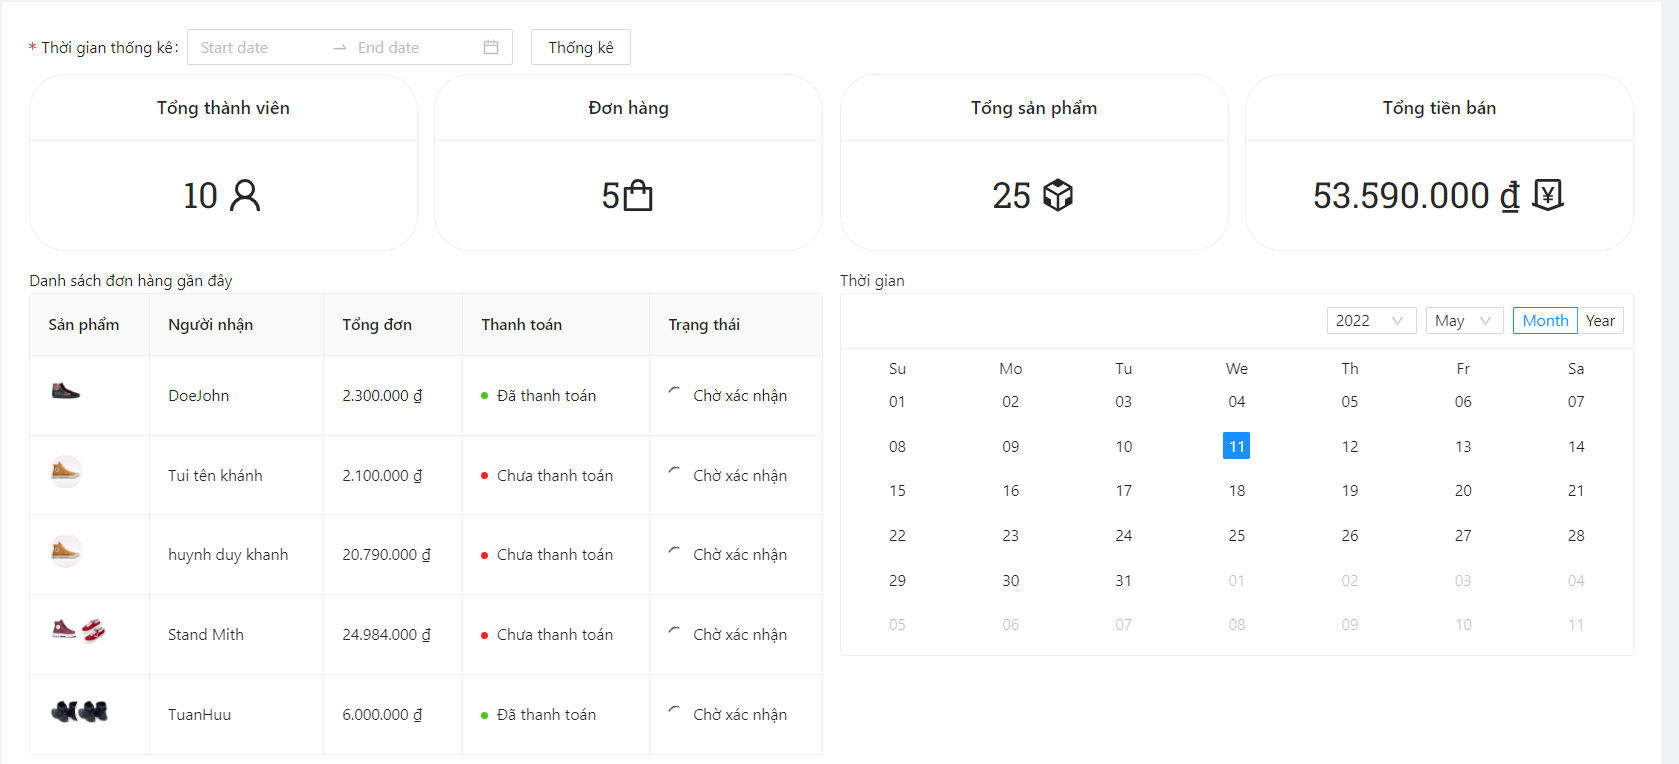 * Thời gian thống kê: Start date End date Thống kê
Tổng thành viên Đơn hàng Tổng sản phẩm Tổng tiền bán
10 5 25 53.590.000 ₫ ¥
Danh sách đơn hàng gần đây
Sản phẩm Người nhận Tổng đơn Thanh toán Trạng thái
DoeJohn 2.300.000 ₫ Đã thanh toán Chờ xác nhận
Tui tên khánh 2.100.000 ₫ Chưa thanh toán Chờ xác nhận
huynh duy khanh 20.790.000 ₫ Chưa thanh toán Chờ xác nhận
Stand Mith 24.984.000 ₫ Chưa thanh toán Chờ xác nhận
TuanHuu 6.000.000 ₫ Đã thanh toán Chờ xác nhận
Thời gian
2022 May Month Year
Su Mo Tu We Th Fr Sa
01 02 03 04 05 06 07
08 09 10 11 12 13 14
15 16 17 18 19 20 21
22 23 24 25 26 27 28
29 30 31 01 02 03 04
05 06 07 08 09 10 11